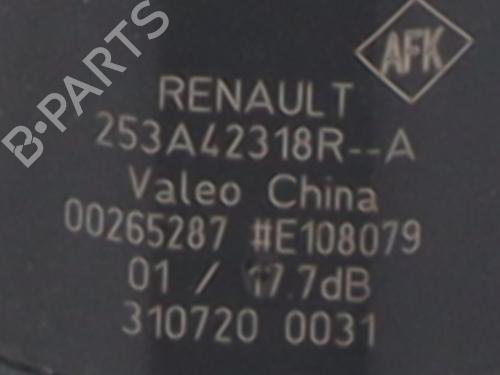 AFK
RENAULT
253A42318R--A
Valeo China
00265287 #E108079
01 / 17.7dB
310720 0031
B-PARTS